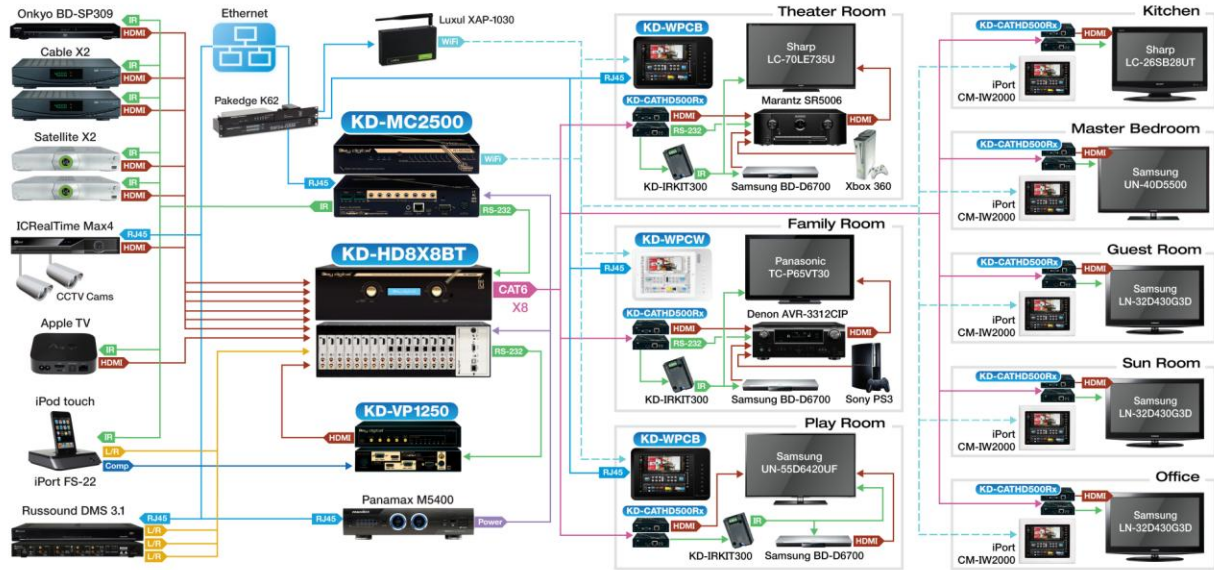 Onkyo BD-SP309
IR
HDMI
Cable X2
IR
HDMI
IR
HDMI
Satellite X2
IR
HDMI
IR
HDMI
ICRealTime Max4
RJ45
HDMI
CCTV Cams
Apple TV
IR
HDMI
iPod touch
IR
L/R
Comp
iPort FS-22
Russound DMS 3.1
RJ45
L/R
L/R
L/R
Ethernet
Luxul XAP-1030
WiFi
Pakedge K62
KD-MC2500
WiFi
RJ45
IR
RS-232
KD-HD8X8BT
CAT6
X8
RS-232
KD-VP1250
HDMI
Panamax M5400
RJ45
Power
Theater Room
KD-WPCB
RJ45
Sharp
LC-70LE735U
Marantz SR5006
KD-CATHD500Rx
HDMI
RS-232
HDMI
IR
KD-IRKIT300
Samsung BD-D6700
Xbox 360
Family Room
KD-WPCW
RJ45
Panasonic
TC-P65VT30
Denon AVR-3312CIP
KD-CATHD500Rx
HDMI
RS-232
HDMI
IR
KD-IRKIT300
Samsung BD-D6700
Sony PS3
Play Room
KD-WPCB
RJ45
Samsung
UN-55D6420UF
KD-CATHD500Rx
HDMI
IR
HDMI
KD-IRKIT300
Samsung BD-D6700
Kitchen
KD-CATHD500Rx
HDMI
Sharp
LC-26SB28UT
iPort
CM-IW2000
Master Bedroom
KD-CATHD500Rx
HDMI
Samsung
UN-40D5500
iPort
CM-IW2000
Guest Room
KD-CATHD500Rx
HDMI
Samsung
LN-32D430G3D
iPort
CM-IW2000
Sun Room
KD-CATHD500Rx
HDMI
Samsung
LN-32D430G3D
iPort
CM-IW2000
Office
KD-CATHD500Rx
HDMI
Samsung
LN-32D430G3D
iPort
CM-IW2000